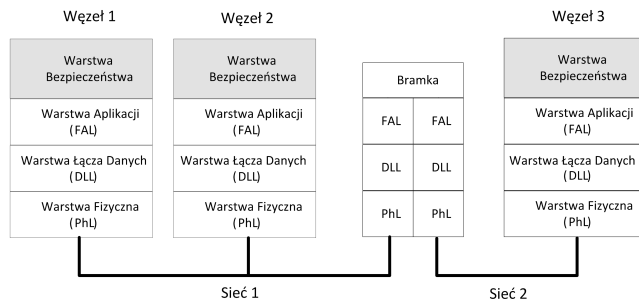 Węzeł 1
Warstwa
Bezpieczeństwa
Warstwa Aplikacji
(FAL)
Warstwa Łącza Danych
(DLL)
Warstwa Fizyczna
(PhL)
Węzeł 2
Warstwa
Bezpieczeństwa
Warstwa Aplikacji
(FAL)
Warstwa Łącza Danych
(DLL)
Warstwa Fizyczna
(PhL)
Bramka
FAL FAL
DLL DLL
PhL PhL
Węzeł 3
Warstwa
Bezpieczeństwa
Warstwa Aplikacji
(FAL)
Warstwa Łącza Danych
(DLL)
Warstwa Fizyczna
(PhL)
Sieć 1
Sieć 2